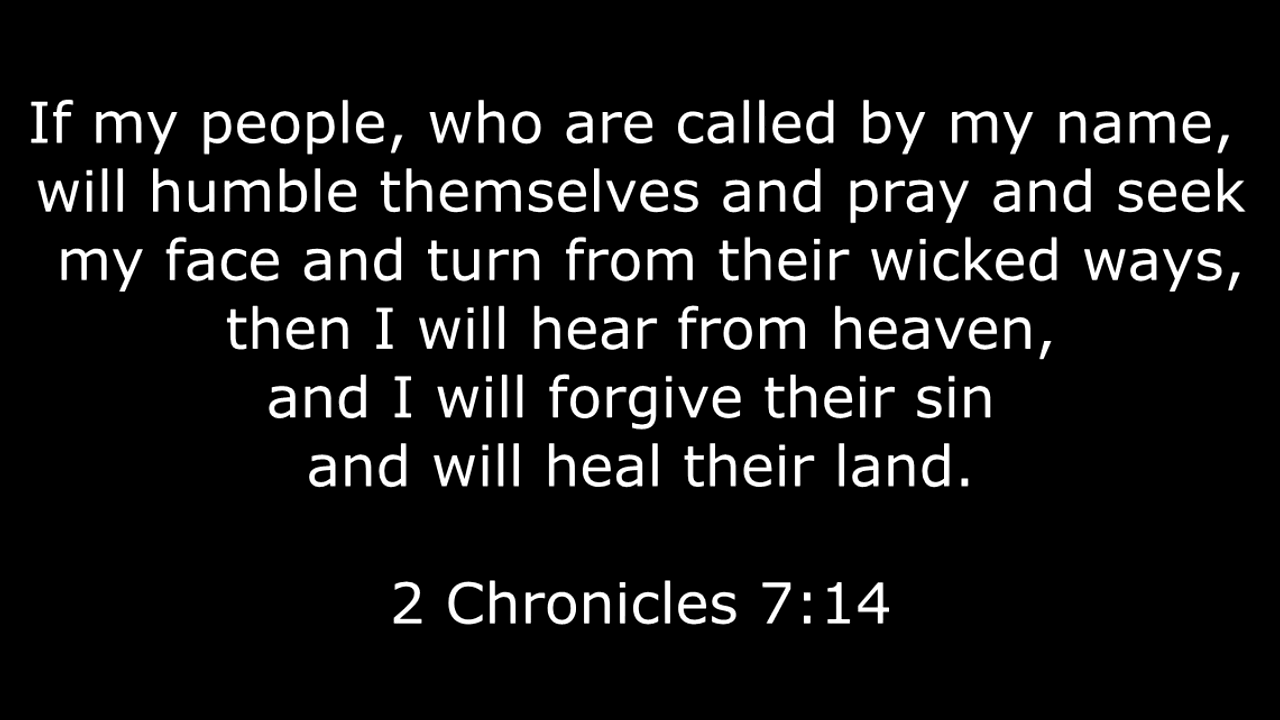 If my people, who are called by my name,
will humble themselves and pray and seek
my face and turn from their wicked ways,
then I will hear from heaven,
and I will forgive their sin
and will heal their land.
2 Chronicles 7:14